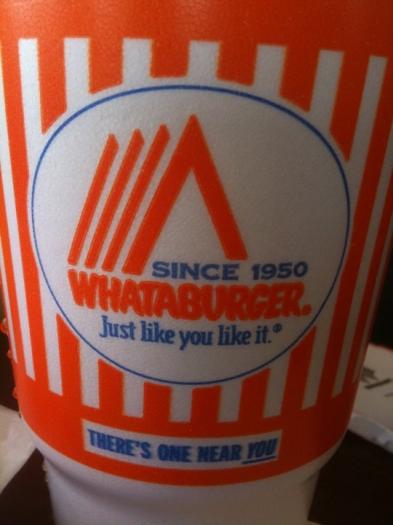 SINCE 1950
WHATABURGER.
Just like you like it.®
THERE'S ONE NEAR YOU